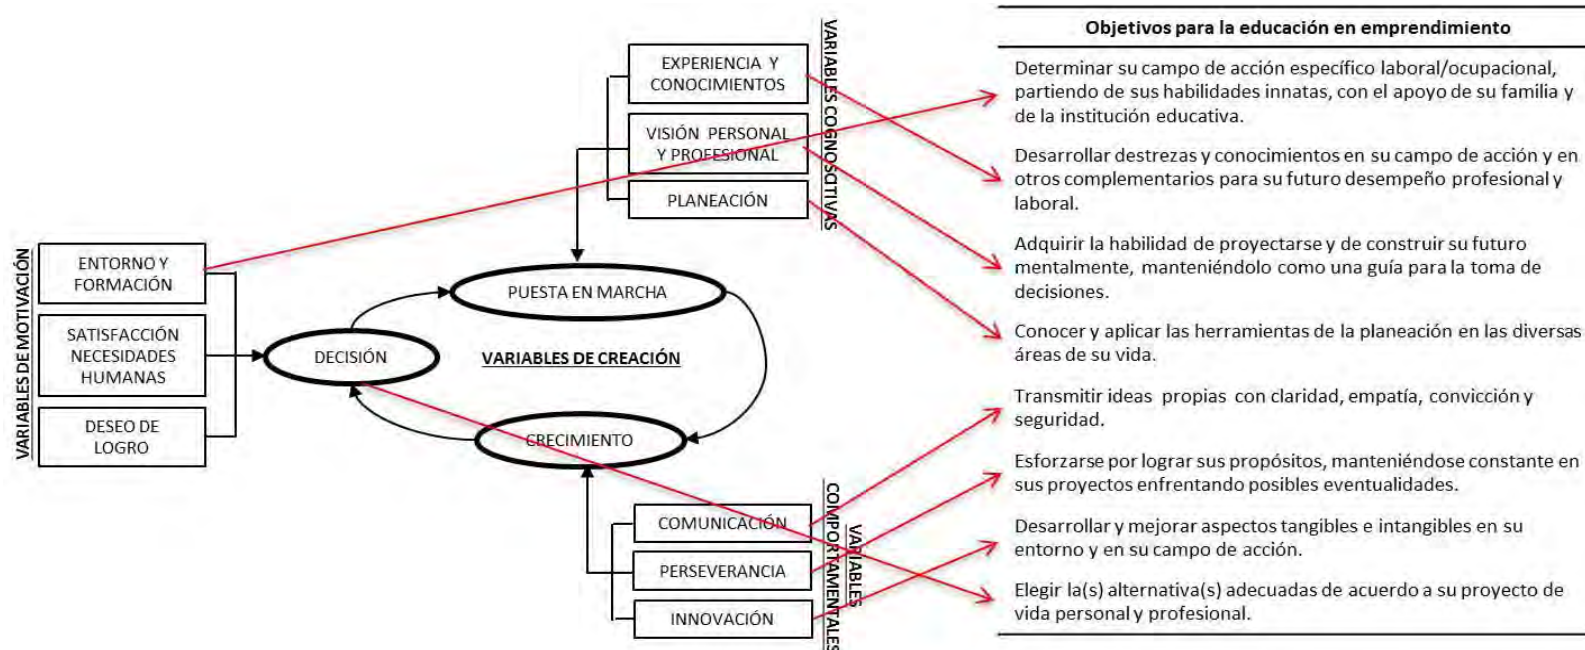 VARIABLES DE MOTIVACIÓN
ENTORNO Y
FORMACIÓN
SATISFACCIÓN
NECESIDADES
HUMANAS
DESEO DE
LOGRO
EXPERIENCIA Y
CONOCIMIENTOS
VISIÓN PERSONAL
Y PROFESIONAL
PLANEACIÓN
VARIABLES COGNOSCITIVAS
PUESTA EN MARCHA
DECISIÓN
VARIABLES DE CREACIÓN
CRECIMIENTO
COMUNICACIÓN
PERSEVERANCIA
INNOVACIÓN
VARIABLES
COMPORTAMENTALES
Objetivos para la educación en emprendimiento
Determinar su campo de acción específico laboral/ocupacional,
partiendo de sus habilidades innatas, con el apoyo de su familia y
de la institución educativa.
Desarrollar destrezas y conocimientos en su campo de acción y en
otros complementarios para su futuro desempeño profesional y
laboral.
Adquirir la habilidad de proyectarse y de construir su futuro
mentalmente, manteniéndolo como una guía para la toma de
decisiones.
Conocer y aplicar las herramientas de la planeación en las diversas
áreas de su vida.
Transmitir ideas propias con claridad, empatía, convicción y
seguridad.
Esforzarse por lograr sus propósitos, manteniéndose constante en
sus proyectos enfrentando posibles eventualidades.
Desarrollar y mejorar aspectos tangibles e intangibles en su
entorno y en su campo de acción.
Elegir la(s) alternativa(s) adecuadas de acuerdo a su proyecto de
vida personal y profesional.